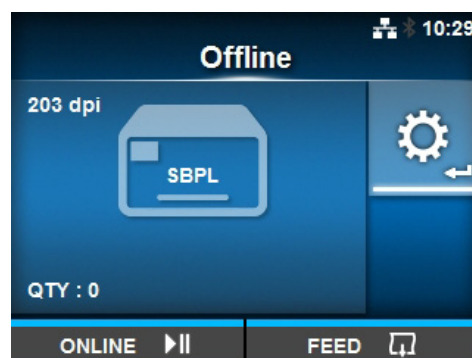 10:29
Offline
203 dpi
SBPL
QTY : 0
ONLINE
FEED